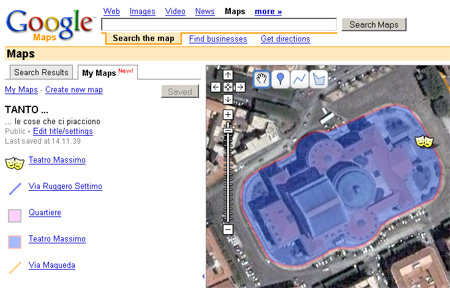 Web Images Video News Maps more »
Google
Maps
Search Maps
Search the map Find businesses Get directions
Maps
Search Results My Maps New!
My Maps - Create new map Saved
TANTO ...
... le cose che ci piacciono
Public - Edit title/settings
Last saved at 14.11.39
Teatro Massimo
Via Ruggero Settimo
Quartiere
Teatro Massimo
Via Maqueda